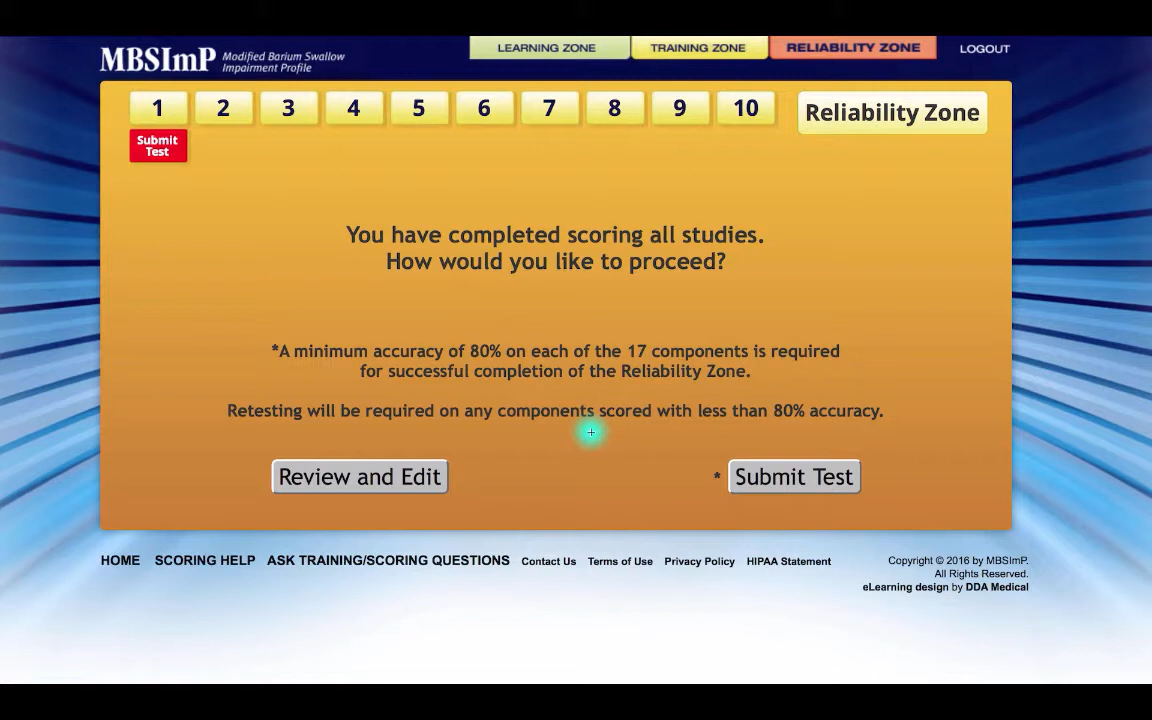 MBSImP Modified Barium Swallow
Impairment Profile
LEARNING ZONE TRAINING ZONE RELIABILITY ZONE LOGOUT
1 2 3 4 5 6 7 8 9 10 Reliability Zone
Submit
Test
You have completed scoring all studies.
How would you like to proceed?
*A minimum accuracy of 80% on each of the 17 components is required
for successful completion of the Reliability Zone.
Retesting will be required on any components scored with less than 80% accuracy.
Review and Edit * Submit Test
HOME SCORING HELP ASK TRAINING/SCORING QUESTIONS Contact Us Terms of Use Privacy Policy HIPAA Statement
Copyright © 2016 by MBSImP.
All Rights Reserved.
eLearning design by DDA Medical